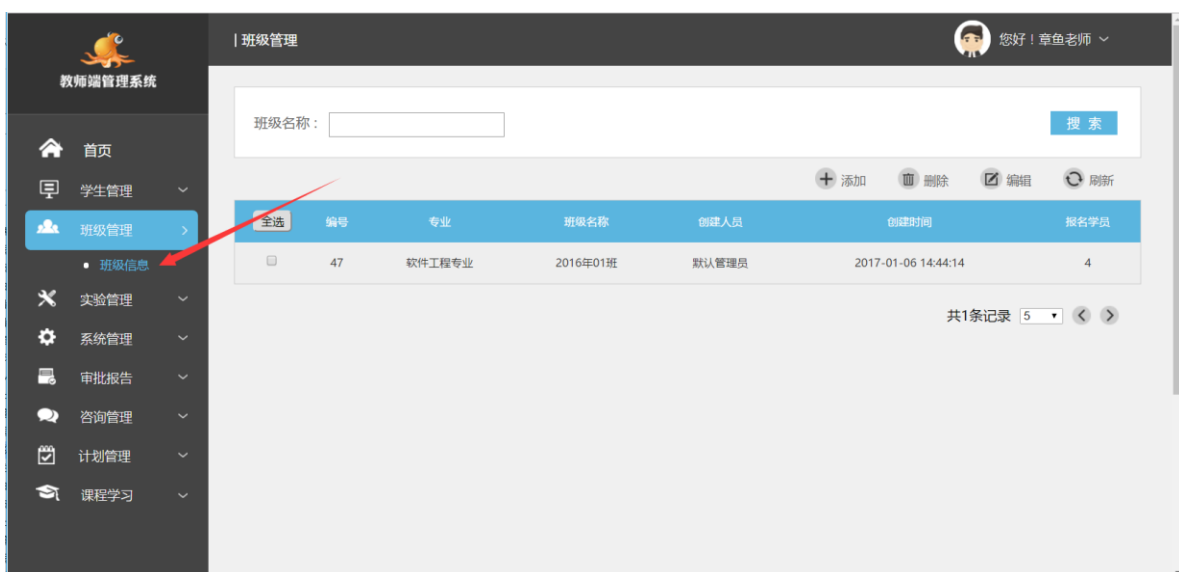 教师端管理系统
| 班级管理
您好！章鱼老师
首页
学生管理
班级管理
班级信息
实验管理
系统管理
审批报告
咨询管理
计划管理
课程学习
班级名称：
搜 索
添加 删除 编辑 刷新
全选 编号 专业 班级名称 创建人员 创建时间 报名学员
47 软件工程专业 2016年01班 默认管理员 2017-01-06 14:44:14 4
共1条记录 5